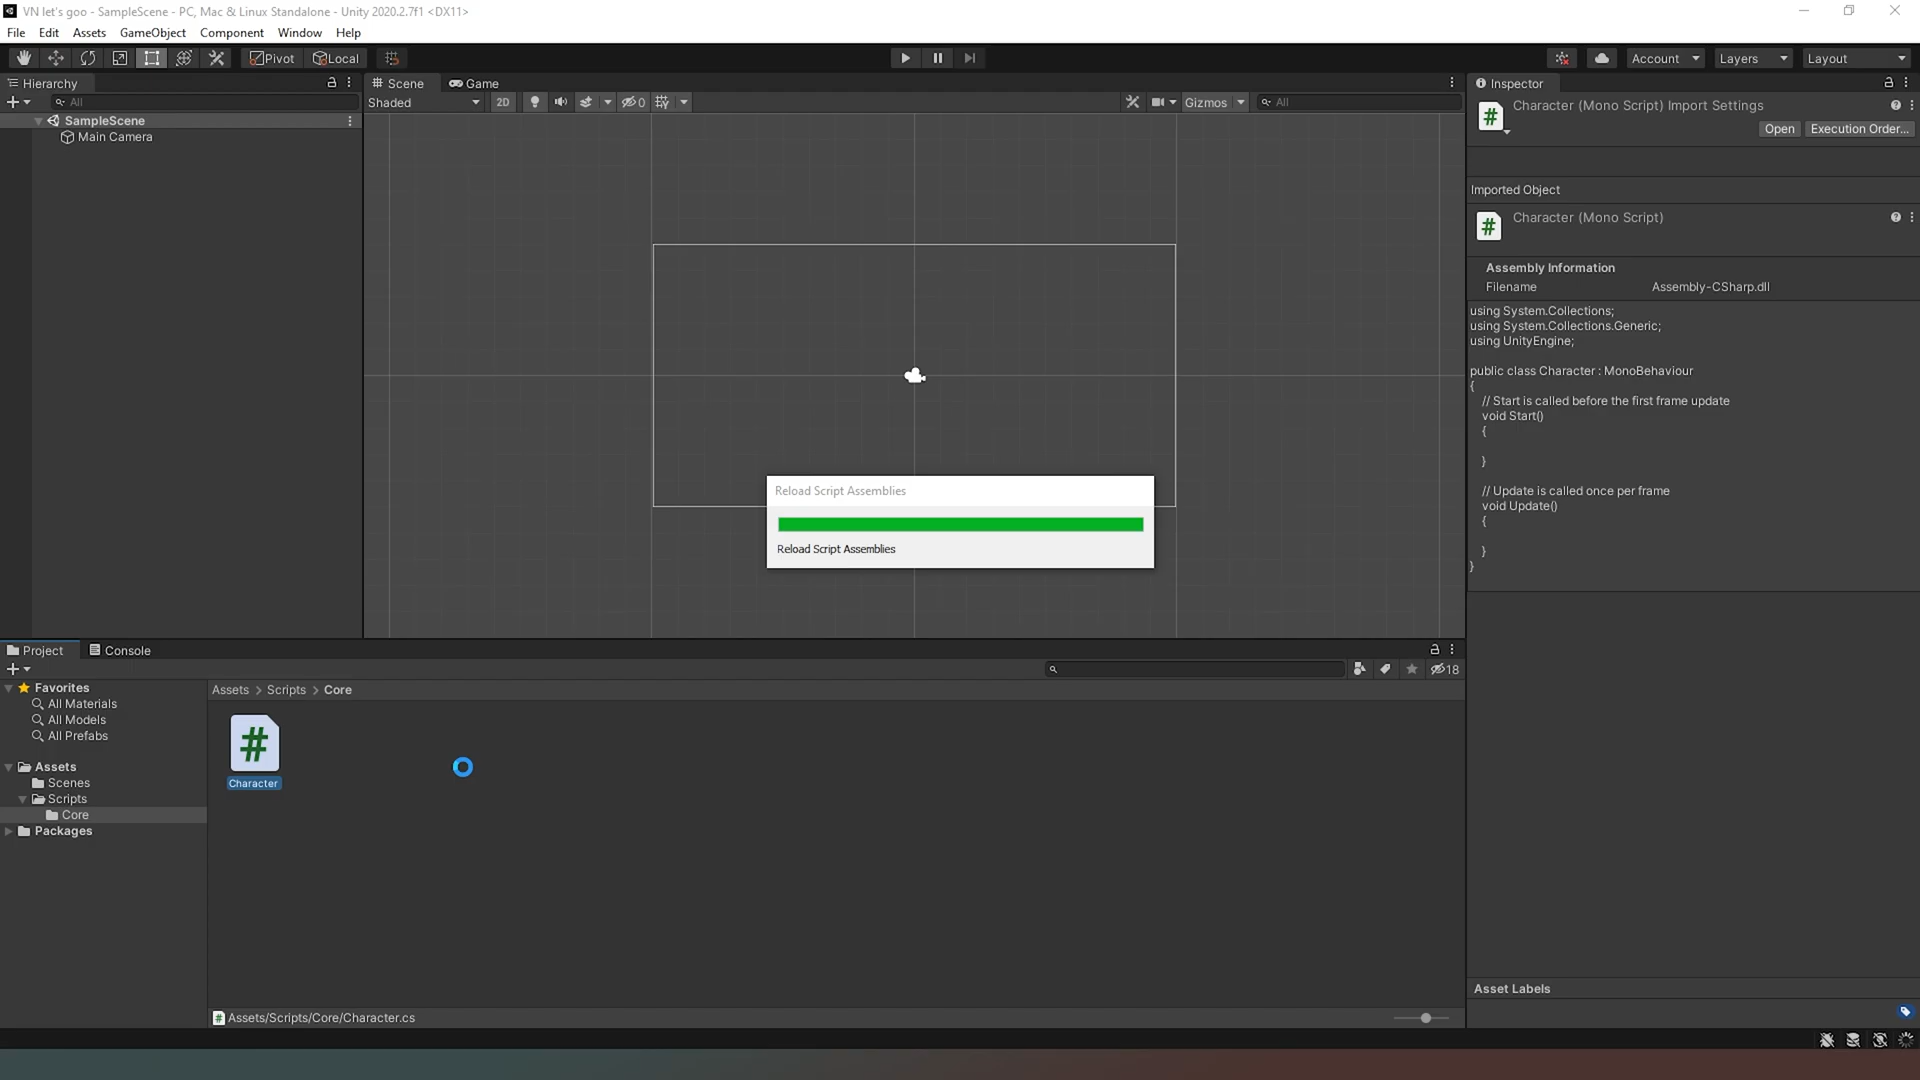 VN let's goo - SampleScene - PC, Mac & Linux Standalone - Unity 2020.2.7f1 <DX11>
File Edit Assets GameObject Component Window Help
Pivot Local Account Layers Layout
Hierarchy
All
SampleScene
Main Camera
Scene Game
Shaded 2D 0 Gizmos All
Inspector
Character (Mono Script) Import Settings
Open Execution Order...
Imported Object
Character (Mono Script)
Assembly Information
Filename Assembly-CSharp.dll
using System.Collections;
using System.Collections.Generic;
using UnityEngine;
public class Character : MonoBehaviour
{
// Start is called before the first frame update
void Start()
{
}
// Update is called once per frame
void Update()
{
}
}
Reload Script Assemblies
Reload Script Assemblies
Project Console
18
Favorites
All Materials
All Models
All Prefabs
Assets
Scenes
Scripts
Core
Packages
Assets > Scripts > Core
#
Character
Assets/Scripts/Core/Character.cs
Asset Labels